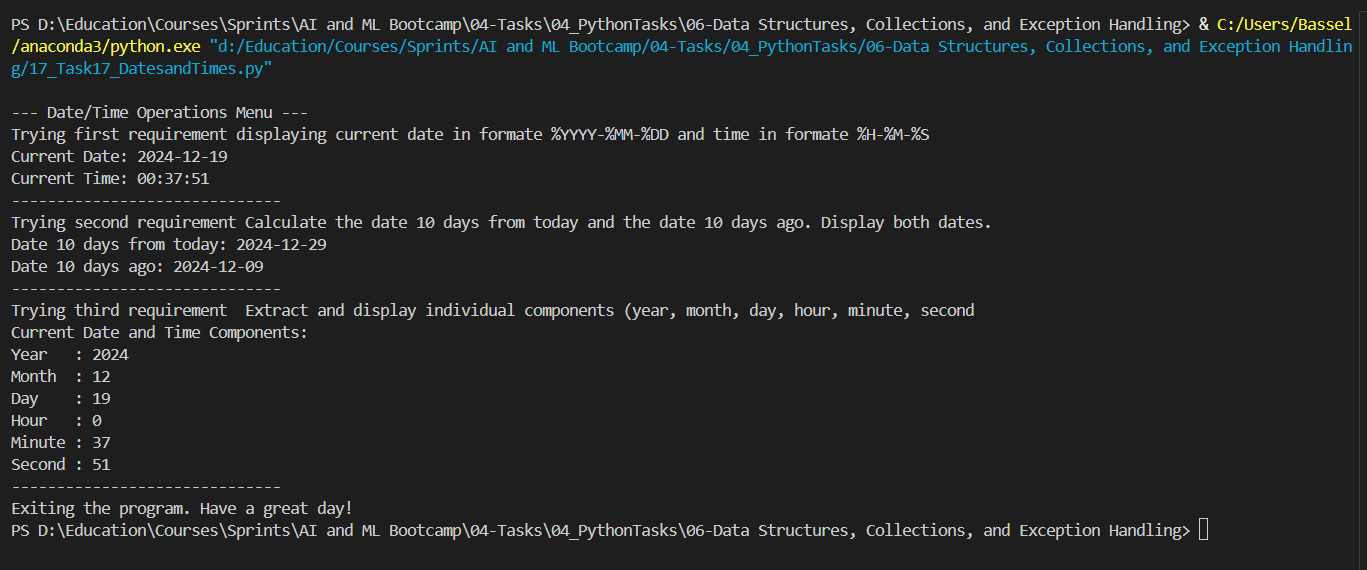 PS D:\Education\Courses\Sprints\AI and ML Bootcamp\04-Tasks\04_PythonTasks\06-Data Structures, Collections, and Exception Handling> & C:/Users/Bassel
/anaconda3/python.exe "d:/Education/Courses/Sprints/AI and ML Bootcamp/04-Tasks/04_PythonTasks/06-Data Structures, Collections, and Exception Handlin
g/17_Task17_DatesandTimes.py"

--- Date/Time Operations Menu ---
Trying first requirement displaying current date in formate %YYYY-%MM-%DD and time in formate %H-%M-%S
Current Date: 2024-12-19
Current Time: 00:37:51
------------------------------
Trying second requirement Calculate the date 10 days from today and the date 10 days ago. Display both dates.
Date 10 days from today: 2024-12-29
Date 10 days ago: 2024-12-09
------------------------------
Trying third requirement  Extract and display individual components (year, month, day, hour, minute, second
Current Date and Time Components:
Year   : 2024
Month  : 12
Day    : 19
Hour   : 0
Minute : 37
Second : 51
------------------------------
Exiting the program. Have a great day!
PS D:\Education\Courses\Sprints\AI and ML Bootcamp\04-Tasks\04_PythonTasks\06-Data Structures, Collections, and Exception Handling>